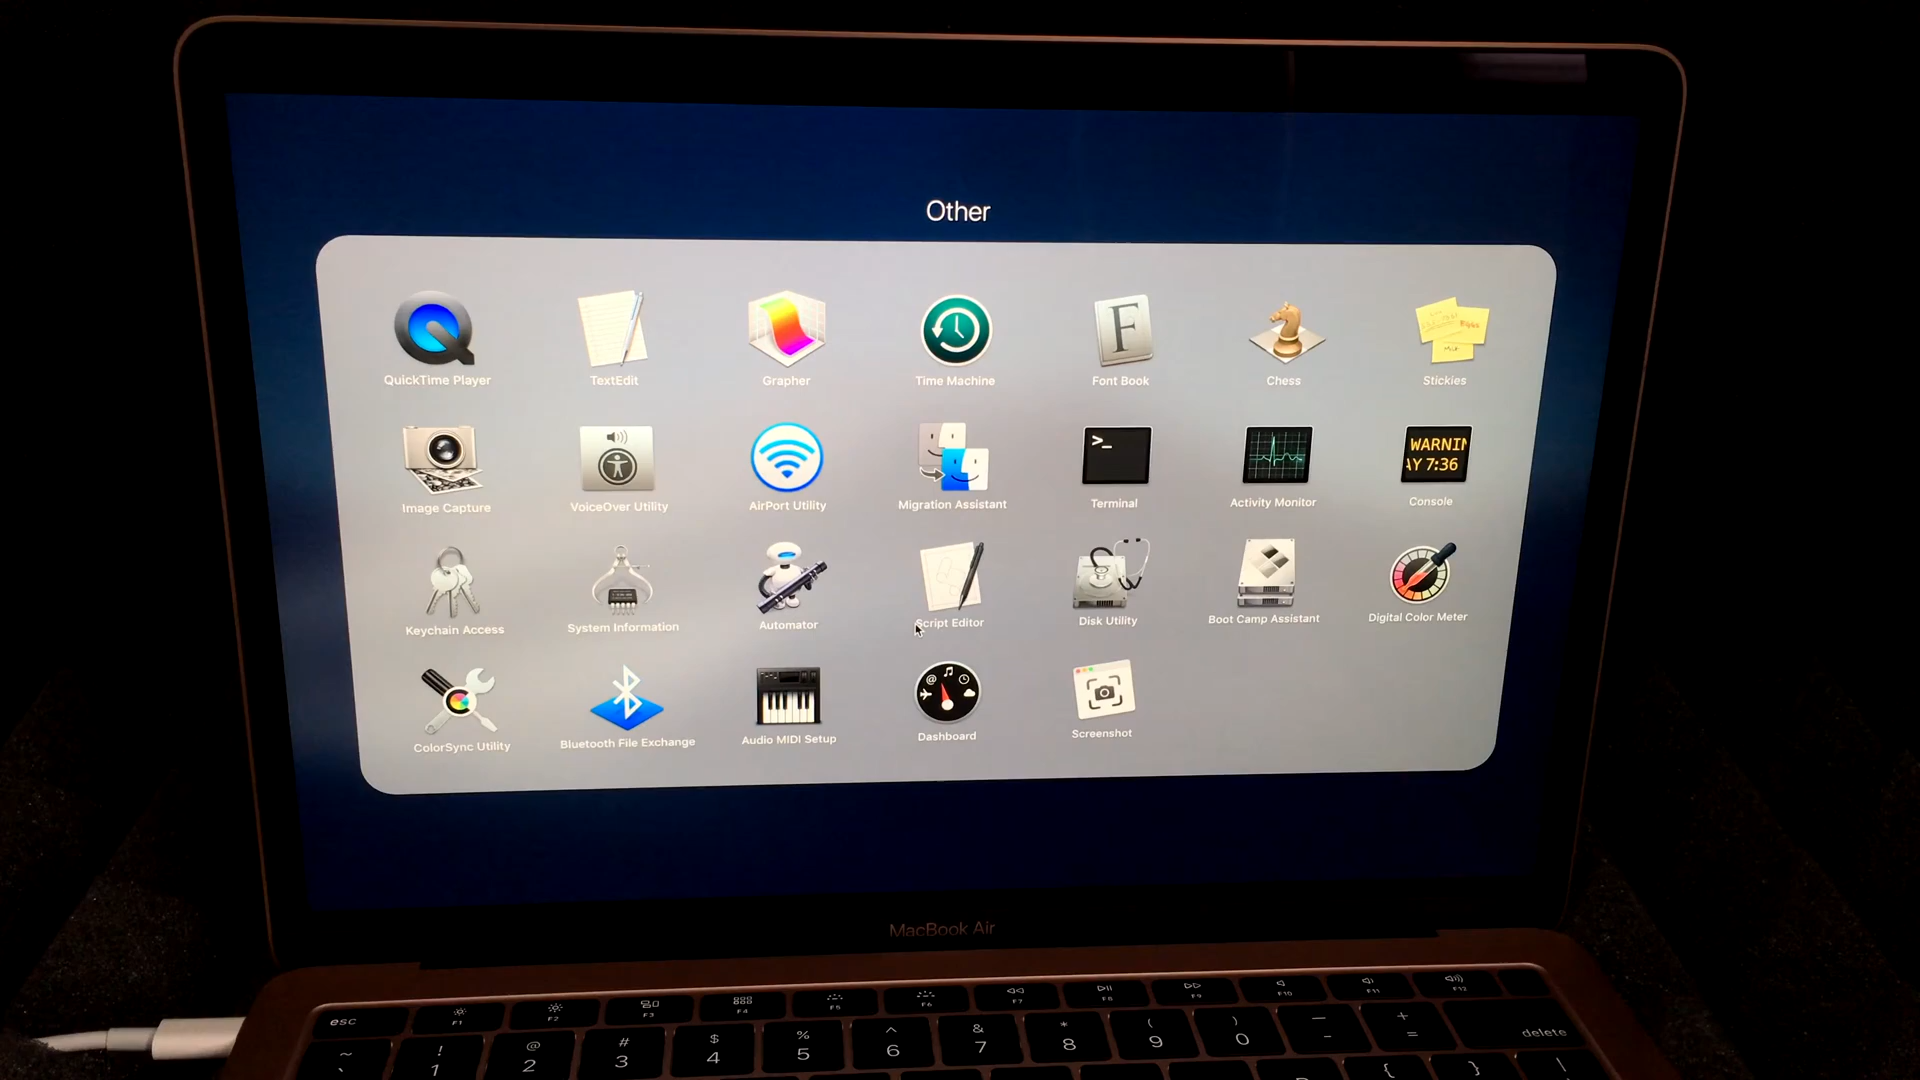 Other
QuickTime Player
TextEdit
Grapher
Time Machine
Font Book
Chess
Stickies
Image Capture
VoiceOver Utility
AirPort Utility
Migration Assistant
Terminal
Activity Monitor
WARNIN
AY 7:36
Console
Keychain Access
System Information
Automator
Script Editor
Disk Utility
Boot Camp Assistant
Digital Color Meter
ColorSync Utility
Bluetooth File Exchange
Audio MIDI Setup
Dashboard
Screenshot
MacBook Air
esc F1 F2 F3 F4 F5 F6 F7 F8 F9 F10 F11 F12
~ ! @ # $ % ^ & * ( ) — +
` 1 2 3 4 5 6 7 8 9 0 - = delete
{ } |